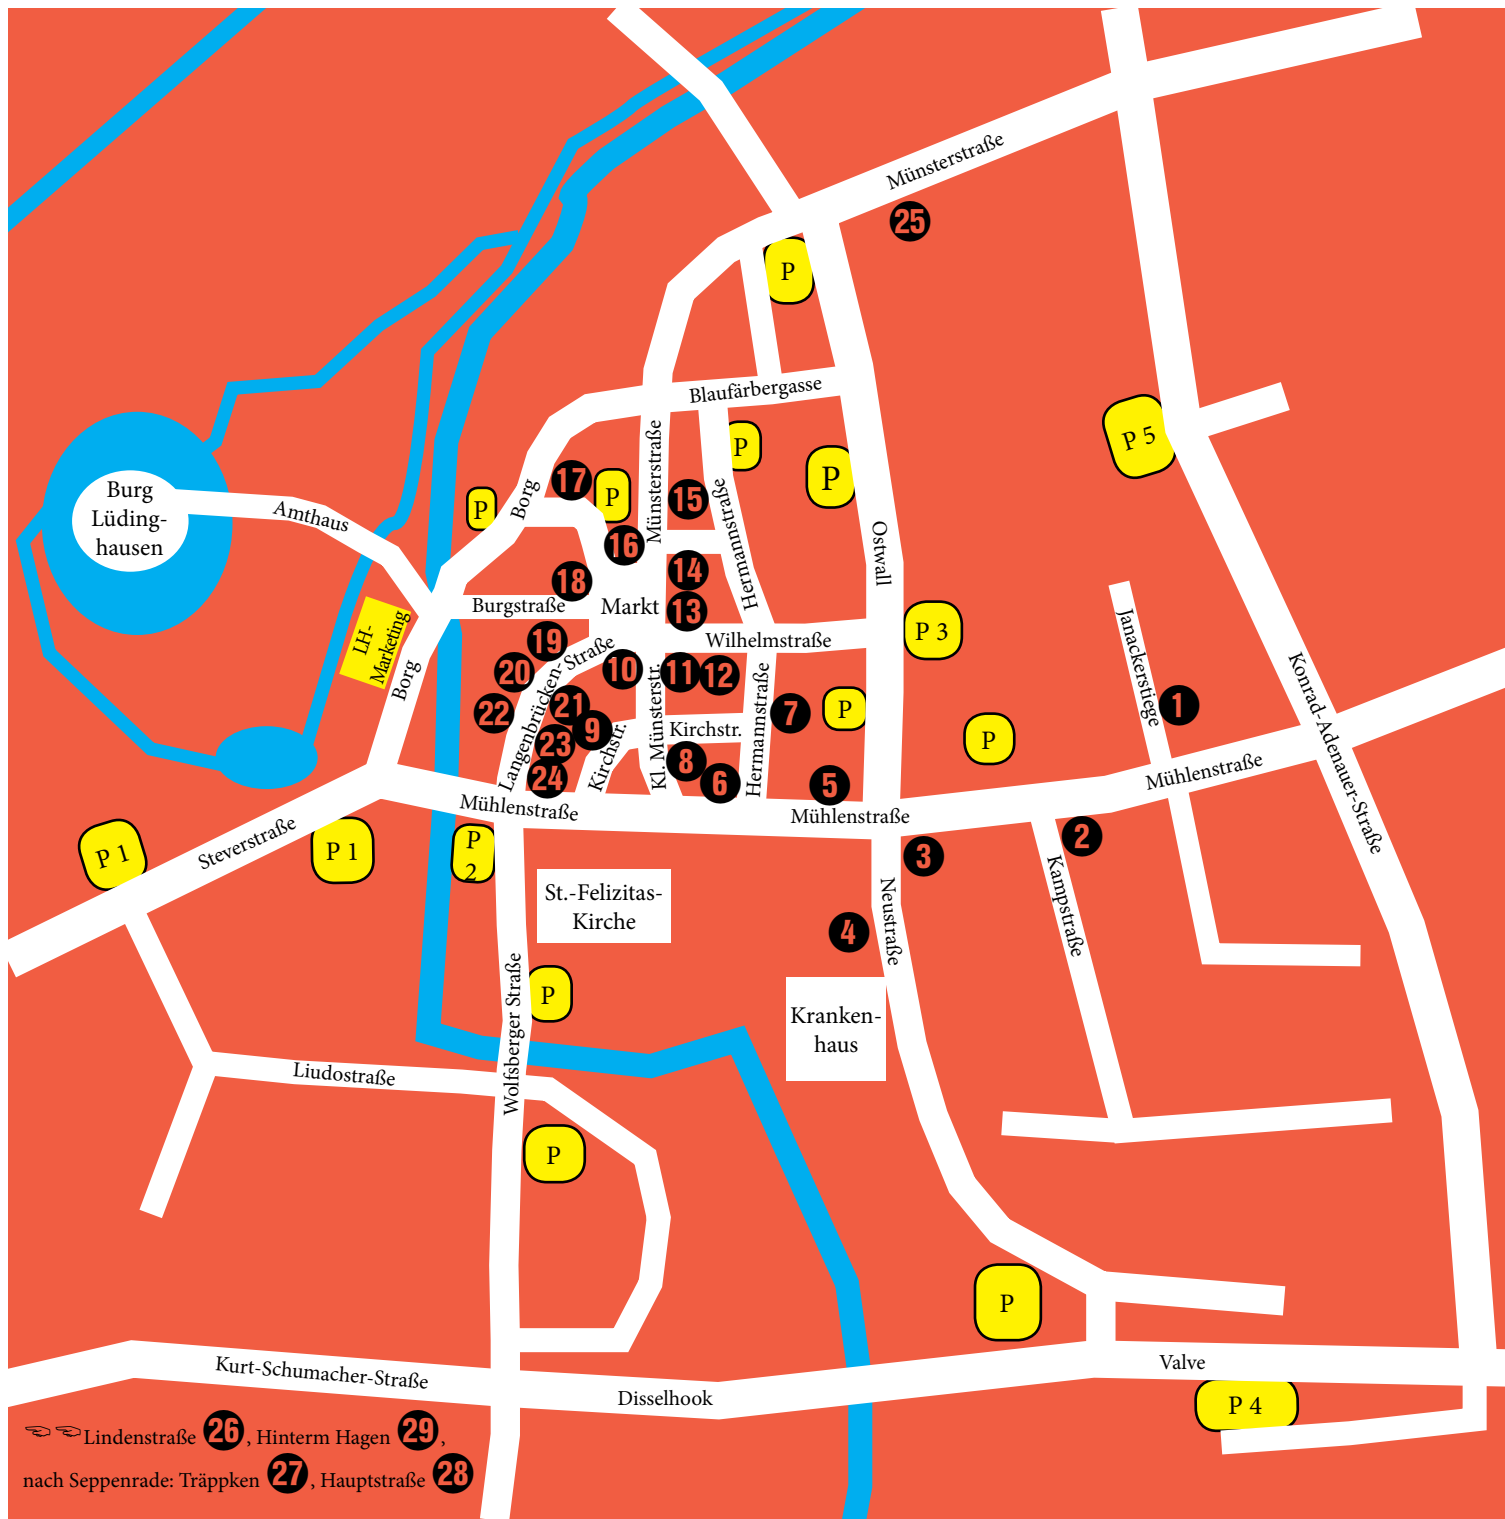 Münsterstraße
25
P
Blaufärbergasse
P 5
P
P
17
P
15
P
Borg
Münsterstraße
Hermannstraße
Burg
Lüding-
hausen
Amthaus
Ostwall
16
14
18
Burgstraße
Markt
13
P 3
LH-
Marketing
Borg
19
Langenbrücken-Straße
Wilhelmstraße
Janackerstiege
1
Konrad-Adenauer-Straße
20
10
11
12
22
21
9
Kirchstr.
Kl.Münsterstr.
Kirchstr.
Hermannstraße
7
P
P
23
24
8
6
5
Mühlenstraße
Mühlenstraße
Mühlenstraße
P 1
Steverstraße
P 1
P
2
3
2
Kampstraße
St.-Felizitas-
Kirche
4
Neustraße
Wolfsberger Straße
P
Kranken-
haus
Liudostraße
P
P
Kurt-Schumacher-Straße
Disselhook
Valve
P 4
Lindenstraße 26, Hinterm Hagen 29,
nach Seppenrade: Träppken 27, Hauptstraße 28